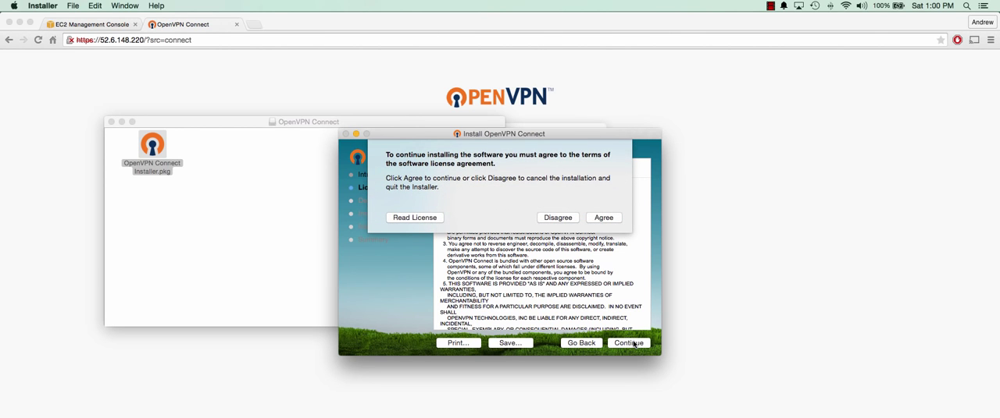 Installer File Edit Window Help
100% Sat 1:00 PM
EC2 Management Console
OpenVPN Connect
Andrew
https://52.6.148.220/?src=connect
OPENVPN™
OpenVPN Connect
OpenVPN Connect
Installer.pkg
Install OpenVPN Connect
To continue installing the software you must agree to the terms of
the software license agreement.
Click Agree to continue or click Disagree to cancel the installation and
quit the Installer.
Read License
Disagree
Agree
binary forms and documents must reproduce the above copyright notice.
3. You agree not to reverse engineer, decompile, disassemble, modify, translate,
make any attempt to discover the source code of this software, or create
derivative works from this software.
4. OpenVPN Connect is bundled with other open source software
components, some of which fall under different licenses. By using
OpenVPN or any of the bundled components, you agree to be bound by
the conditions of the license for each respective component.
5. THIS SOFTWARE IS PROVIDED "AS IS" AND ANY EXPRESSED OR IMPLIED
WARRANTIES,
INCLUDING, BUT NOT LIMITED TO, THE IMPLIED WARRANTIES OF
MERCHANTABILITY
AND FITNESS FOR A PARTICULAR PURPOSE ARE DISCLAIMED. IN NO EVENT
SHALL
OPENVPN TECHNOLOGIES, INC BE LIABLE FOR ANY DIRECT, INDIRECT,
INCIDENTAL,
SPECIAL, EXEMPLARY, OR CONSEQUENTIAL DAMAGES (INCLUDING, BUT
Print...
Save...
Go Back
Continue